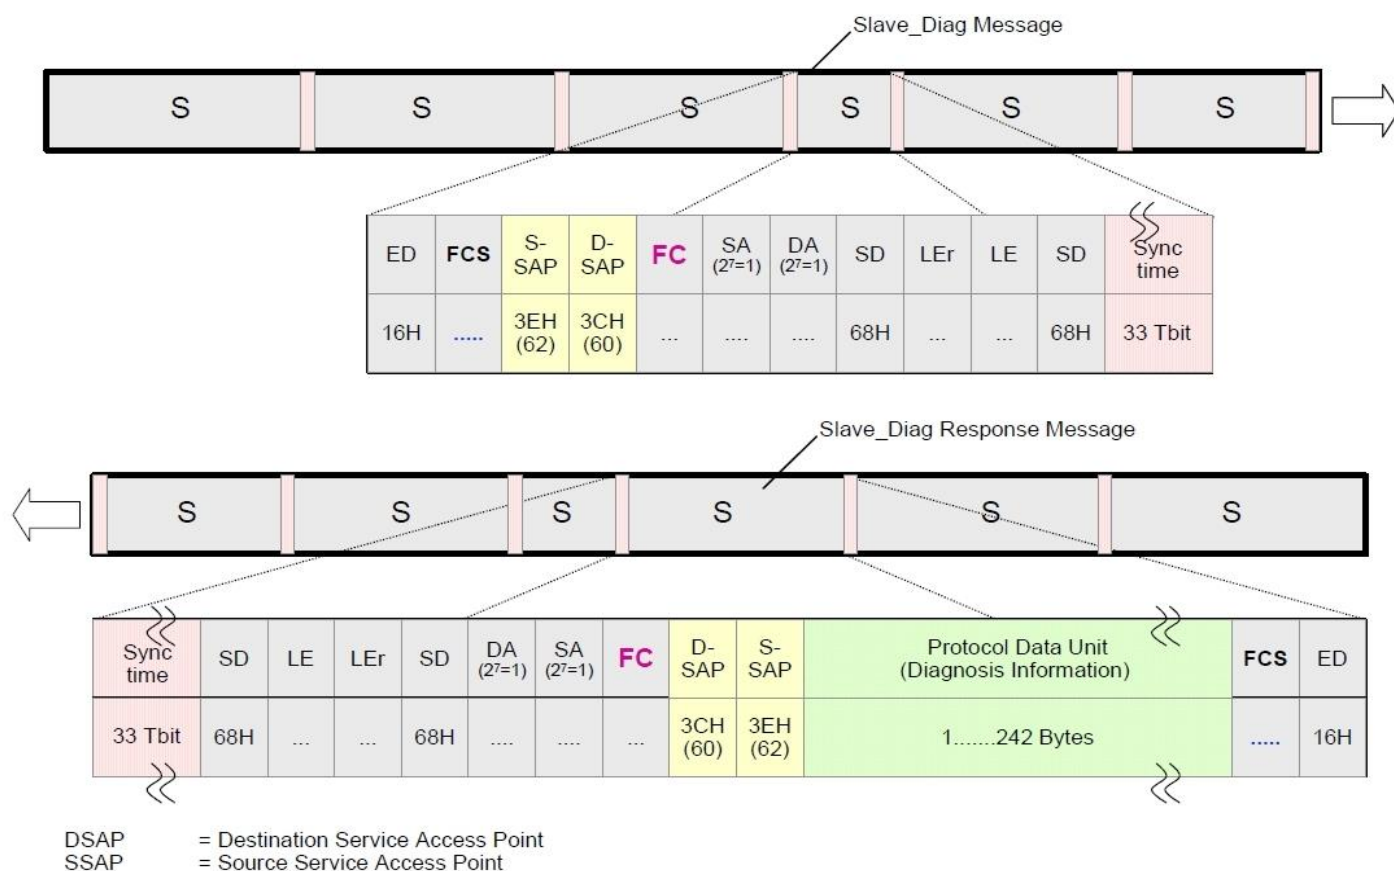 Slave_Diag Message
S S S S S S
ED FCS S-SAP D-SAP FC SA (2⁷=1) DA (2⁷=1) SD LEr LE SD Sync time
16H ..... 3EH (62) 3CH (60) ... .... .... 68H ... ... 68H 33 Tbit
Slave_Diag Response Message
S S S S S S
Sync time SD LE LEr SD DA (2⁷=1) SA (2⁷=1) FC D-SAP S-SAP Protocol Data Unit (Diagnosis Information) FCS ED
33 Tbit 68H ... ... 68H .... .... ... 3CH (60) 3EH (62) 1.......242 Bytes ..... 16H
DSAP = Destination Service Access Point
SSAP = Source Service Access Point